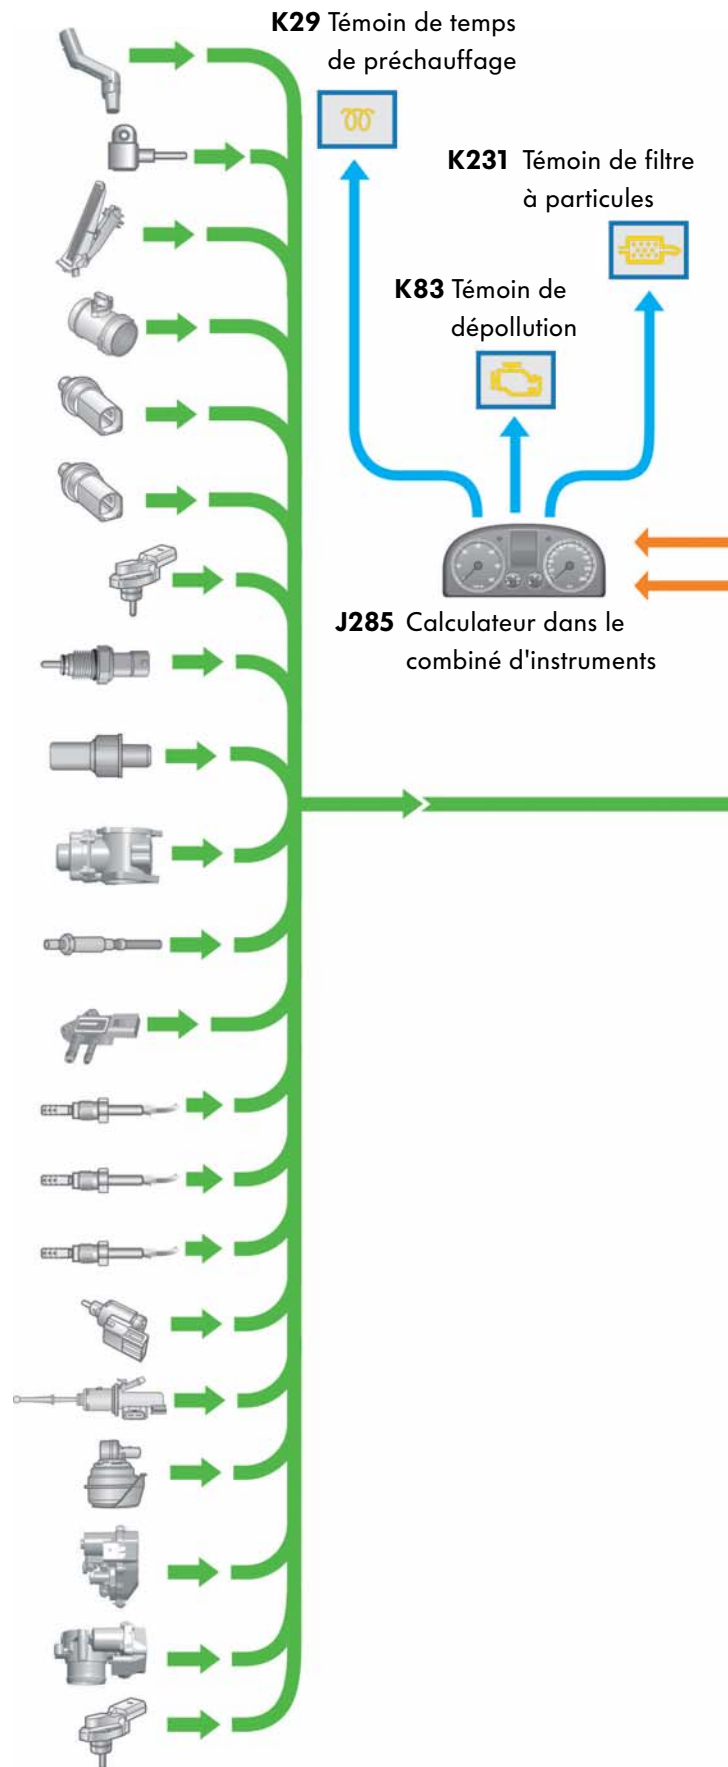 K29 Témoin de temps
de préchauffage
K231 Témoin de filtre
à particules
K83 Témoin de
dépollution
J285 Calculateur dans le
combiné d'instruments